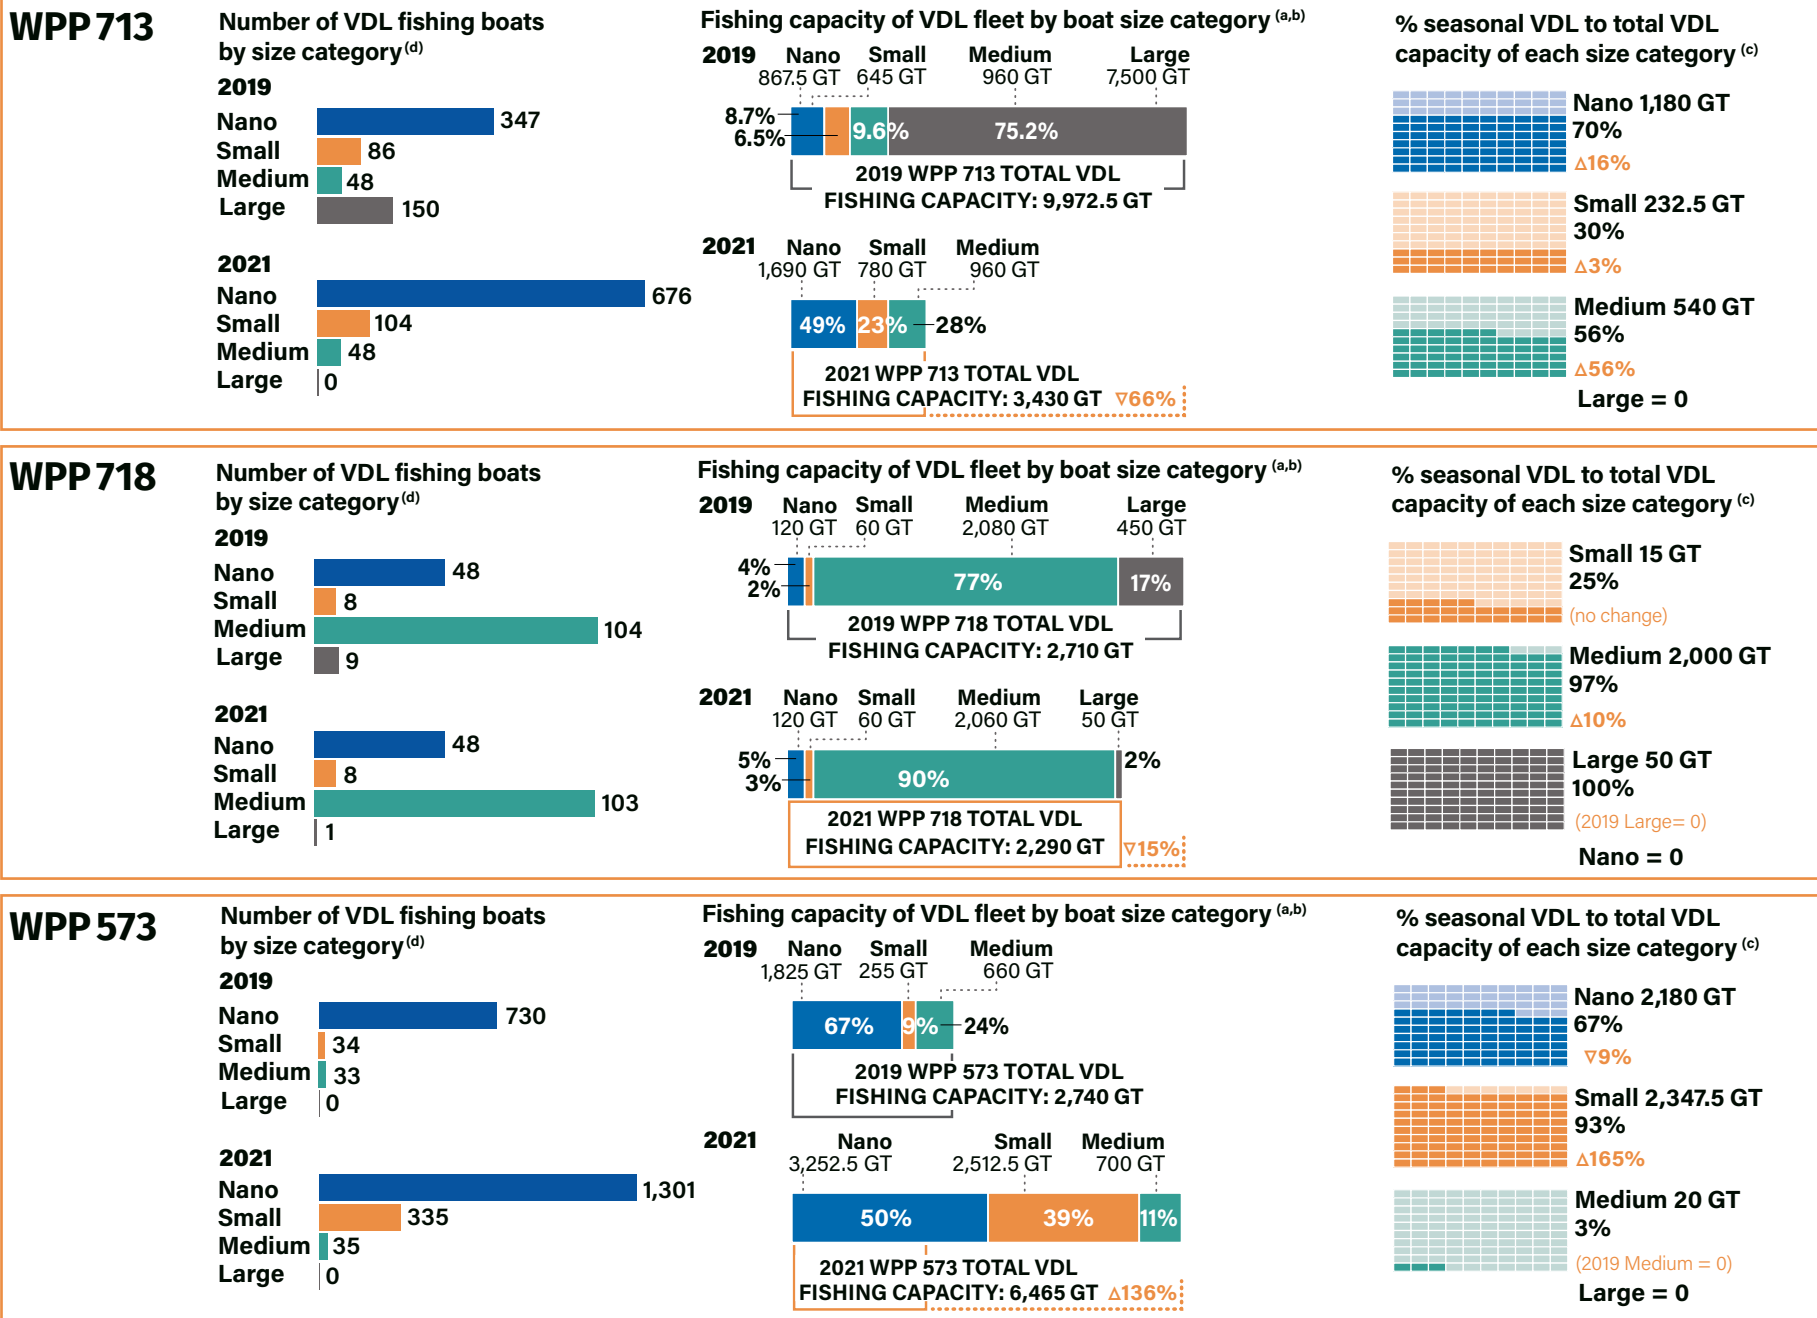 WPP 713
Number of VDL fishing boats
by size category (d)
2019
Nano 347
Small 86
Medium 48
Large 150
2021
Nano 676
Small 104
Medium 48
Large 0
Fishing capacity of VDL fleet by boat size category (a,b)
2019 Nano Small Medium Large
867.5 GT 645 GT 960 GT 7,500 GT
8.7%
6.5%
9.6% 75.2%
2019 WPP 713 TOTAL VDL
FISHING CAPACITY: 9,972.5 GT
2021 Nano Small Medium
1,690 GT 780 GT 960 GT
49% 23% 28%
2021 WPP 713 TOTAL VDL
FISHING CAPACITY: 3,430 GT ▽66%
% seasonal VDL to total VDL
capacity of each size category (c)
Nano 1,180 GT
70%
△16%
Small 232.5 GT
30%
△3%
Medium 540 GT
56%
△56%
Large = 0
WPP 718
Number of VDL fishing boats
by size category (d)
2019
Nano 48
Small 8
Medium 104
Large 9
2021
Nano 48
Small 8
Medium 103
Large 1
Fishing capacity of VDL fleet by boat size category (a,b)
2019 Nano Small Medium Large
120 GT 60 GT 2,080 GT 450 GT
4%
2%
77% 17%
2019 WPP 718 TOTAL VDL
FISHING CAPACITY: 2,710 GT
2021 Nano Small Medium Large
120 GT 60 GT 2,060 GT 50 GT
5%
3%
90% 2%
2021 WPP 718 TOTAL VDL
FISHING CAPACITY: 2,290 GT ▽15%
% seasonal VDL to total VDL
capacity of each size category (c)
Small 15 GT
25%
(no change)
Medium 2,000 GT
97%
△10%
Large 50 GT
100%
(2019 Large= 0)
Nano = 0
WPP 573
Number of VDL fishing boats
by size category (d)
2019
Nano 730
Small 34
Medium 33
Large 0
2021
Nano 1,301
Small 335
Medium 35
Large 0
Fishing capacity of VDL fleet by boat size category (a,b)
2019 Nano Small Medium
1,825 GT 255 GT 660 GT
67% 9% 24%
2019 WPP 573 TOTAL VDL
FISHING CAPACITY: 2,740 GT
2021 Nano Small Medium
3,252.5 GT 2,512.5 GT 700 GT
50% 39% 11%
2021 WPP 573 TOTAL VDL
FISHING CAPACITY: 6,465 GT △136%
% seasonal VDL to total VDL
capacity of each size category (c)
Nano 2,180 GT
67%
▽9%
Small 2,347.5 GT
93%
△165%
Medium 20 GT
3%
(2019 Medium = 0)
Large = 0